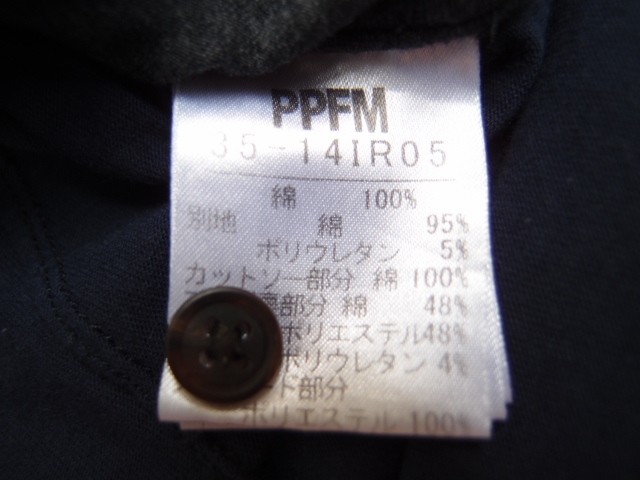 PPFM
35-14IR05
綿 100%
別地 綿 95%
ポリウレタン 5%
カットソー部分 綿 100%
部分 綿 48%
ポリエステル48%
ポリウレタン 4%
ード部分
ポリエステル 100%